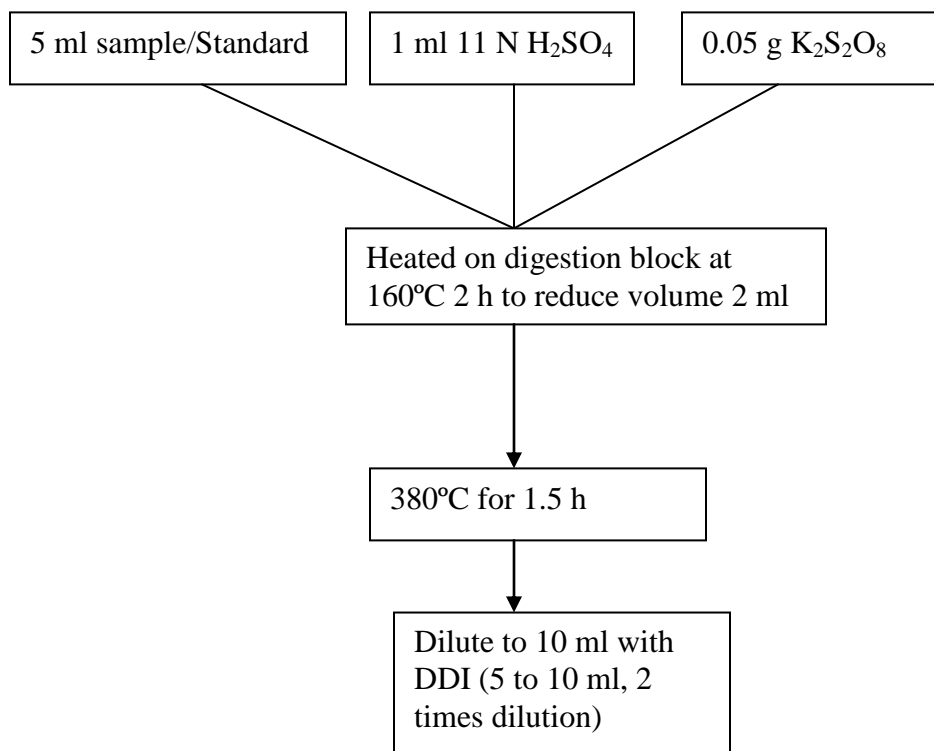 5 ml sample/Standard
1 ml 11 N H₂SO₄
0.05 g K₂S₂O₈
Heated on digestion block at
160ºC 2 h to reduce volume 2 ml
380ºC for 1.5 h
Dilute to 10 ml with
DDI (5 to 10 ml, 2
times dilution)